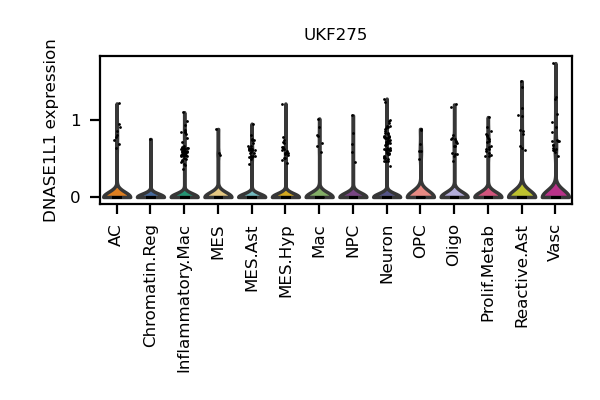 UKF275
DNASE1L1 expression
1
0
AC
Chromatin.Reg
Inflammatory.Mac
MES
MES.Ast
MES.Hyp
Mac
NPC
Neuron
OPC
Oligo
Prolif.Metab
Reactive.Ast
Vasc